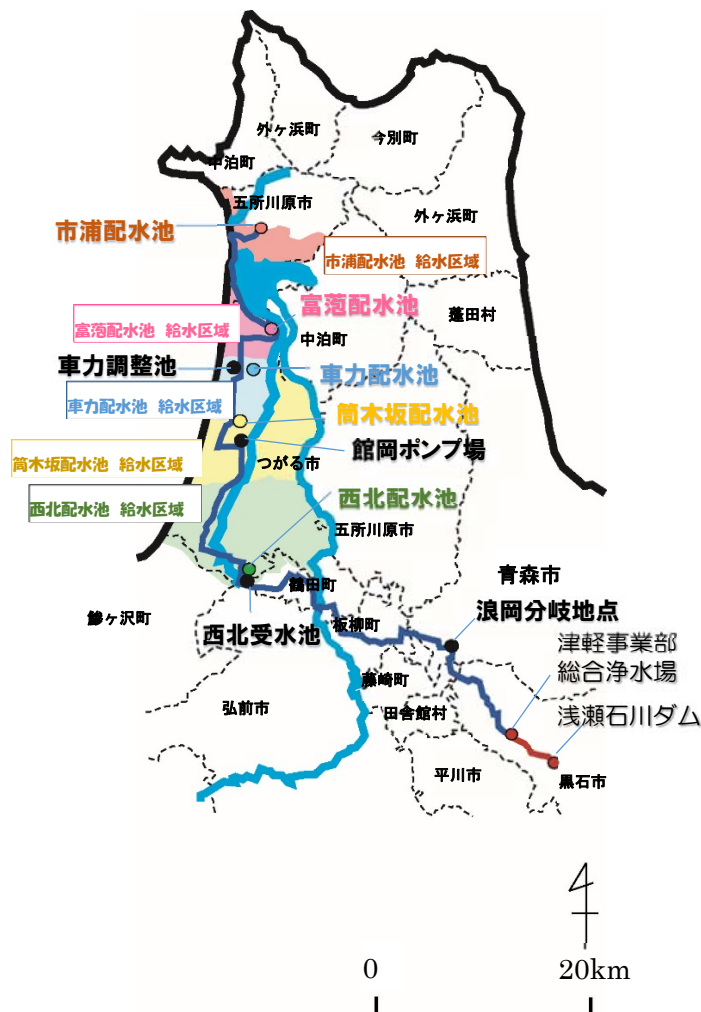 外ヶ浜町
今別町
中泊町
五所川原市
外ヶ浜町
市浦配水池
市浦配水池 給水区域
富萢配水池
蓬田村
富萢配水池 給水区域
中泊町
車力調整池
車力配水池
車力配水池 給水区域
筒木坂配水池
館岡ポンプ場
筒木坂配水池 給水区域
つがる市
西北配水池
西北配水池 給水区域
五所川原市
青森市
鶴田町
鰺ヶ沢町
浪岡分岐地点
西北受水池
板柳町
津軽事業部
総合浄水場
藤崎町
弘前市
田舎館村
浅瀬石川ダム
平川市
黒石市
0
20km